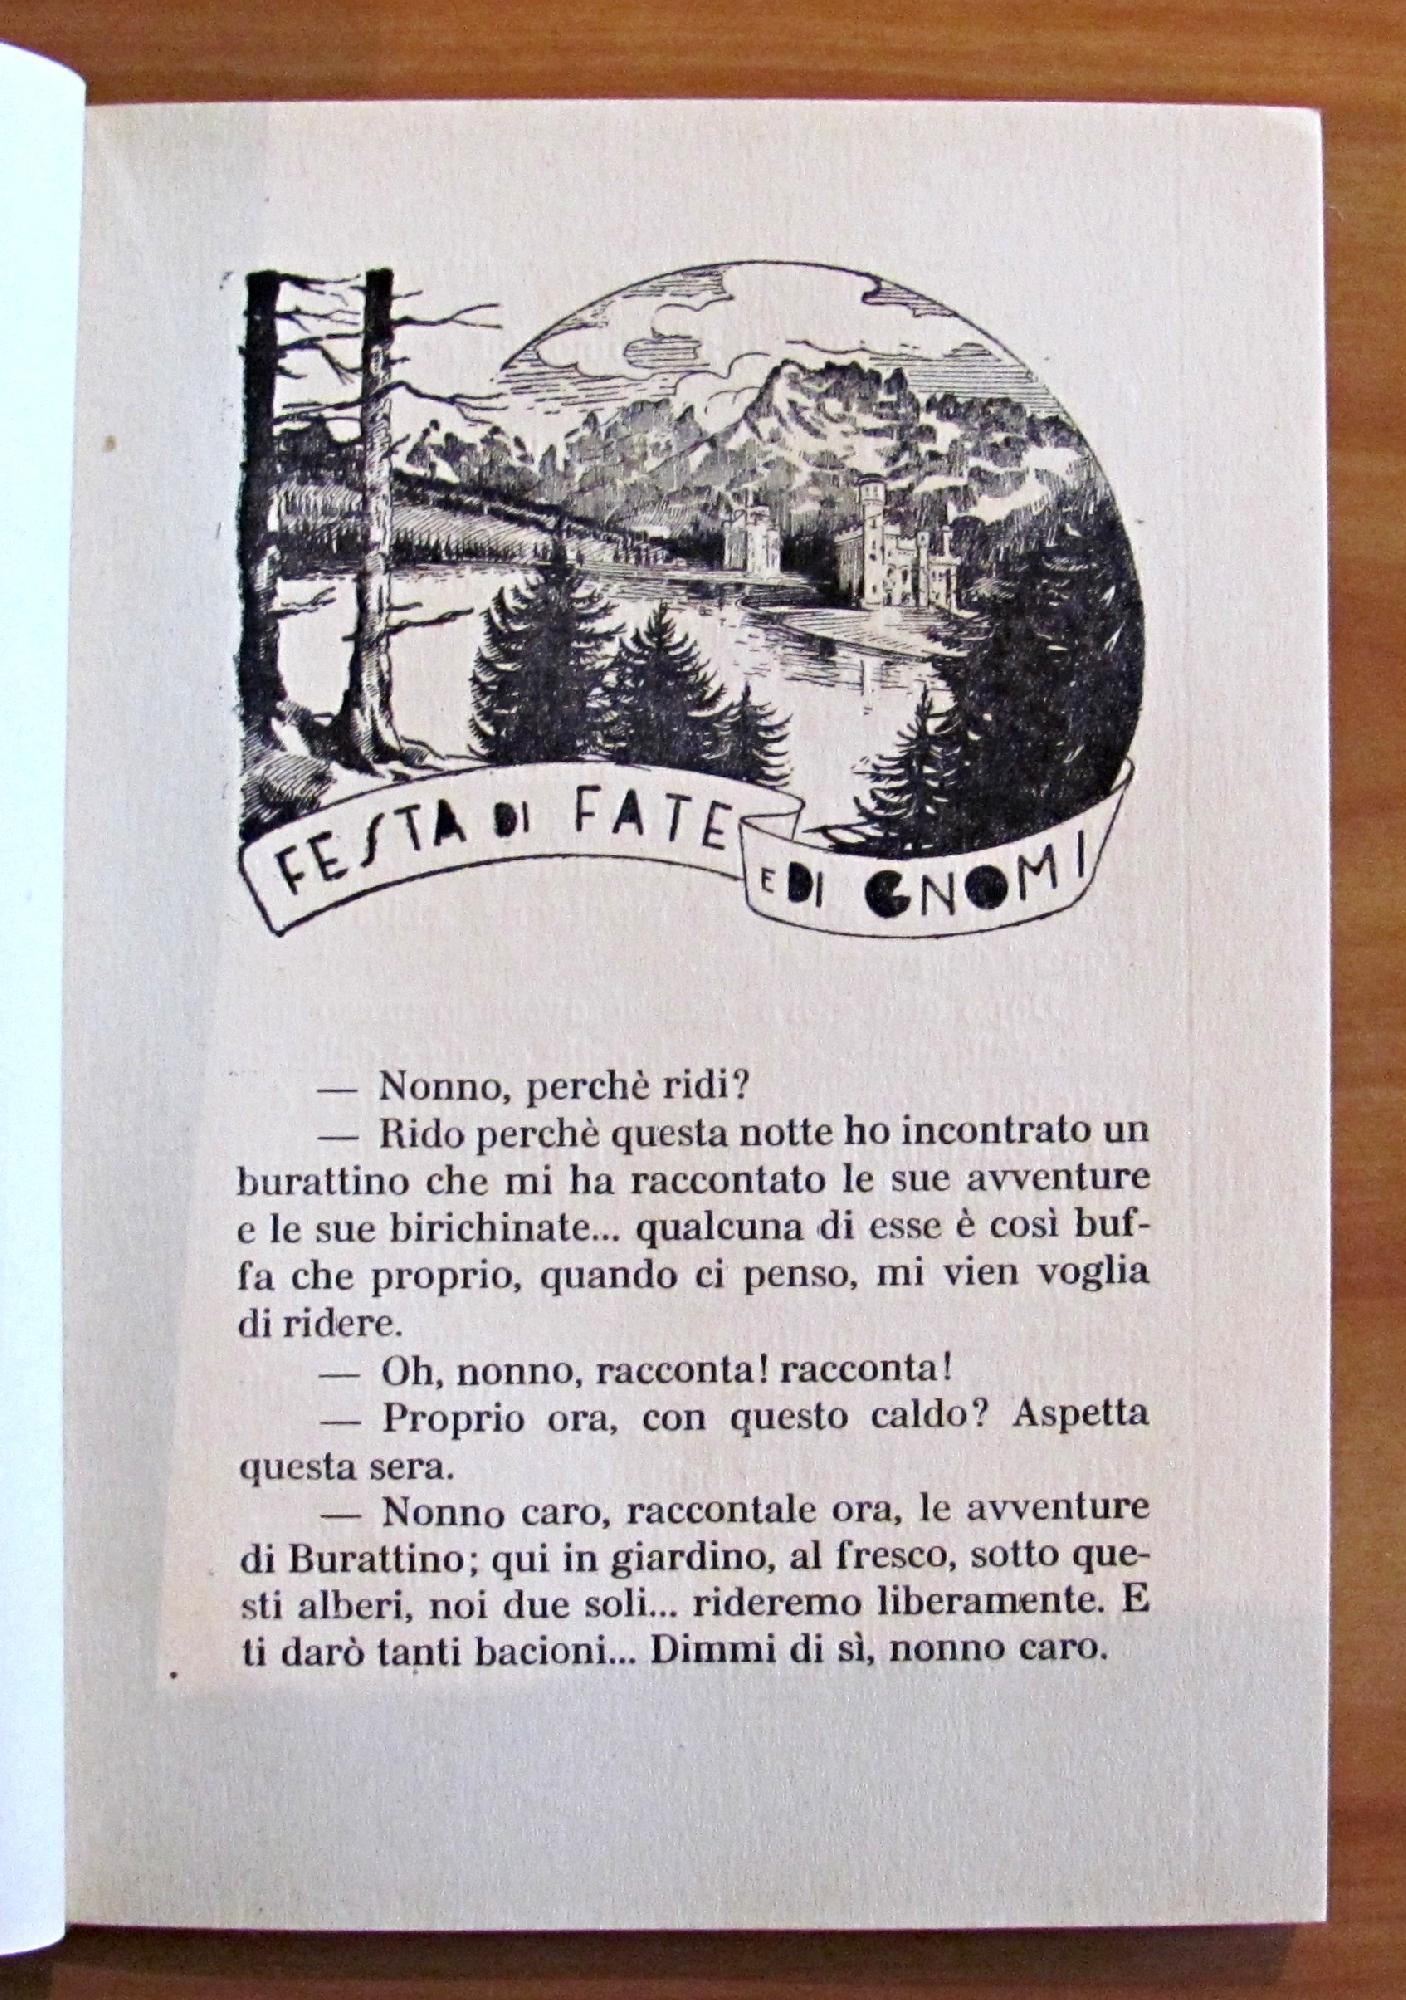 FESTA DI FATE
E DI GNOMI
— Nonno, perchè ridi?
— Rido perchè questa notte ho incontrato un
burattino che mi ha raccontato le sue avventure
e le sue birichinate... qualcuna di esse è così buf-
fa che proprio, quando ci penso, mi vien voglia
di ridere.
— Oh, nonno, racconta! racconta!
— Proprio ora, con questo caldo? Aspetta
questa sera.
— Nonno caro, raccontale ora, le avventure
di Burattino; qui in giardino, al fresco, sotto que-
sti alberi, noi due soli... rideremo liberamente. E
ti darò tanti bacioni... Dimmi di sì, nonno caro.